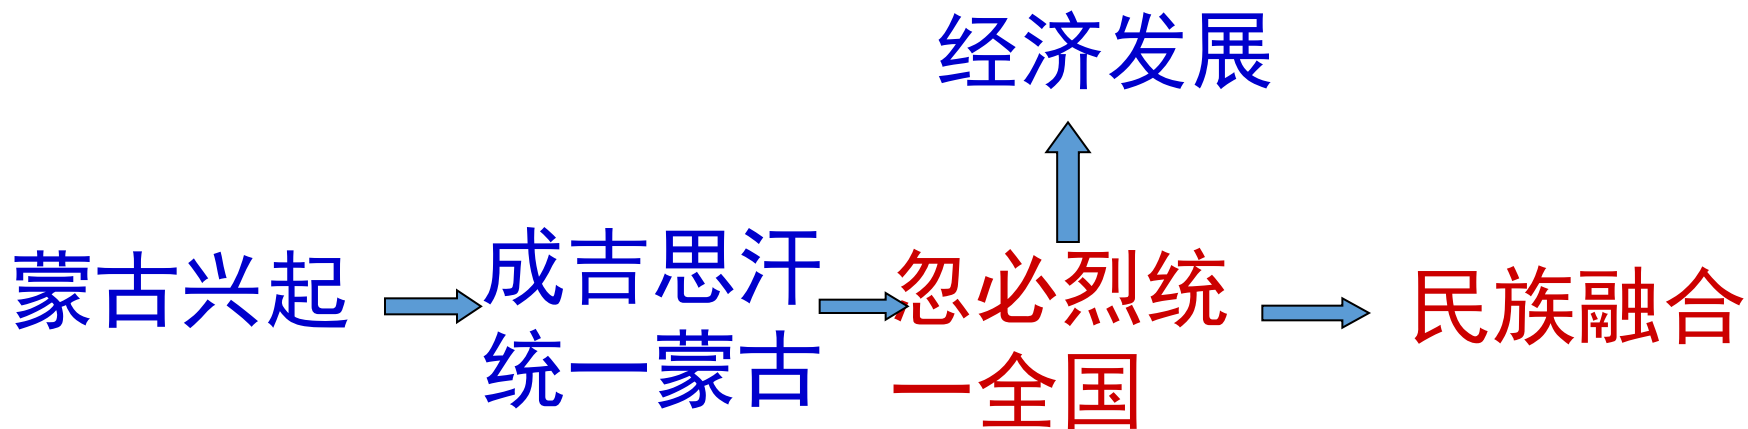 经济发展
蒙古兴起
成吉思汗
统一蒙古
忽必烈统
一全国
民族融合